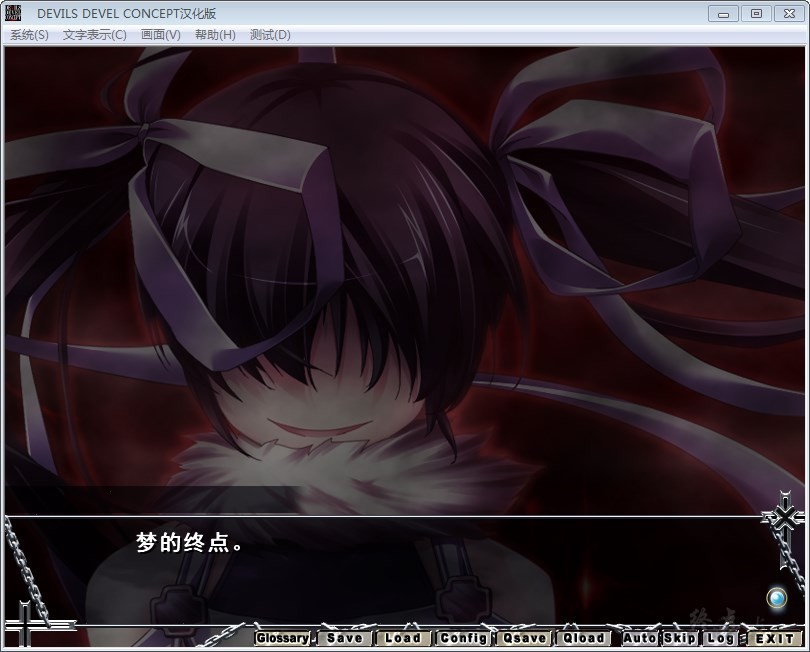 DEVILS DEVEL CONCEPT汉化版
系统(S) 文字表示(C) 画面(V) 帮助(H) 测试(D)
梦的终点。
Glossary Save Load Config Qsave Qload Auto Skip Log EXIT